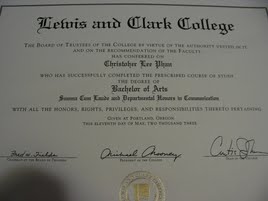 Lewis and Clark College
The Board of Trustees of the College by virtue of the authority vested in it
and on the recommendation of the Faculty
has conferred on
Christopher Lee Phan
who has successfully completed the prescribed course of study
the degree of
Bachelor of Arts
Summa Cum Laude and Departmental Honors in Communication
with all the honors, rights, privileges, and responsibilities thereto pertaining.
Given at Portland, Oregon
This eleventh day of May, two thousand three